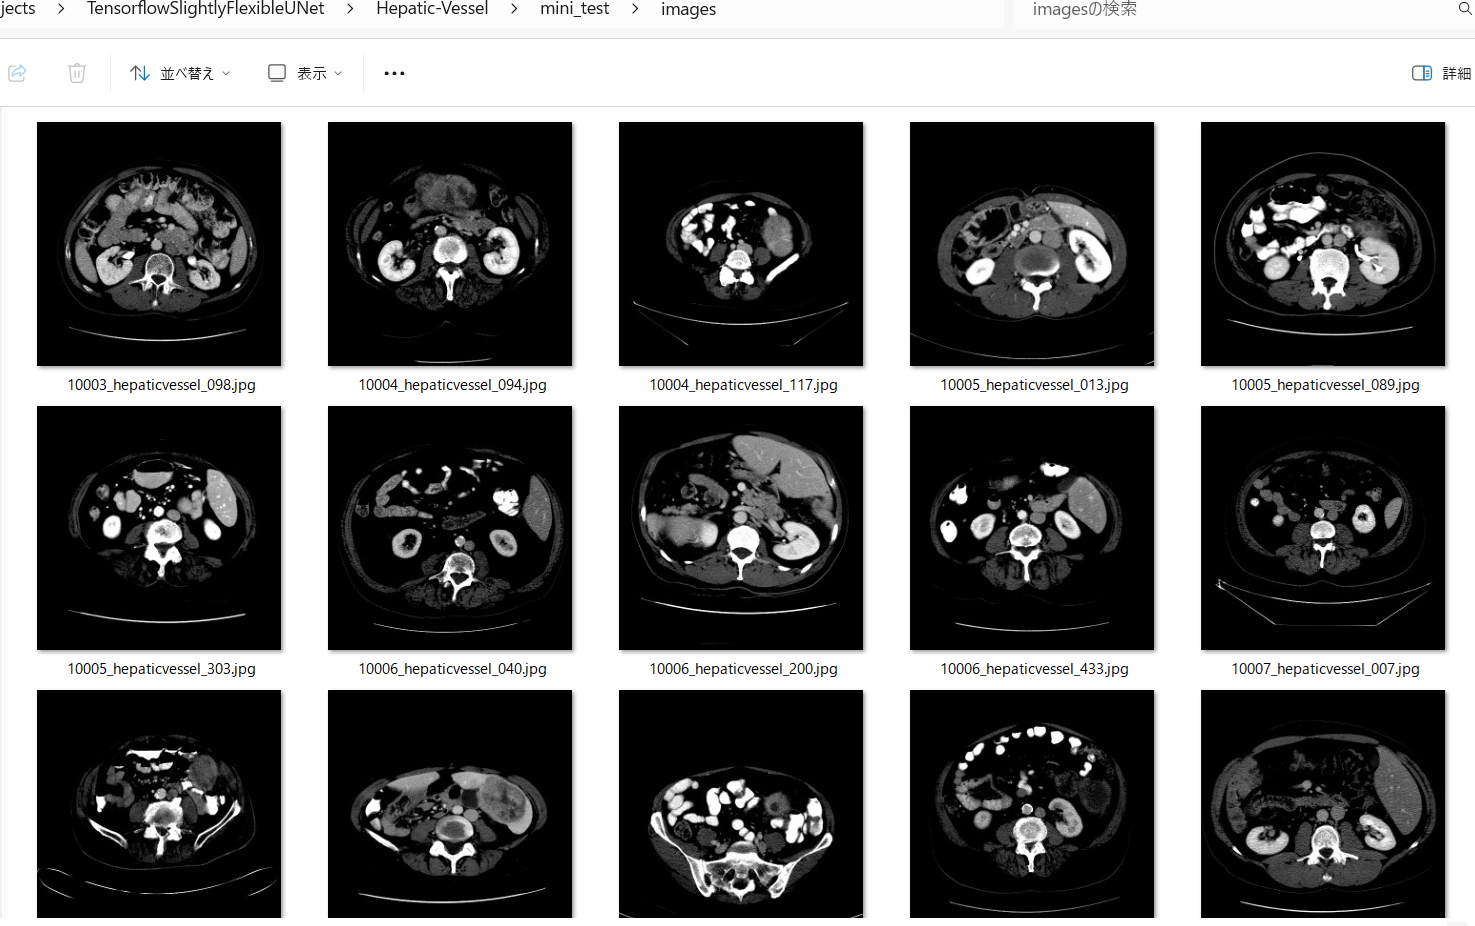 jects > TensorflowSlightlyFlexibleUNet > Hepatic-Vessel > mini_test > images
imagesの検索
並べ替え 表示 ••• 詳細
10003_hepaticvessel_098.jpg 10004_hepaticvessel_094.jpg 10004_hepaticvessel_117.jpg 10005_hepaticvessel_013.jpg 10005_hepaticvessel_089.jpg
10005_hepaticvessel_303.jpg 10006_hepaticvessel_040.jpg 10006_hepaticvessel_200.jpg 10006_hepaticvessel_433.jpg 10007_hepaticvessel_007.jpg